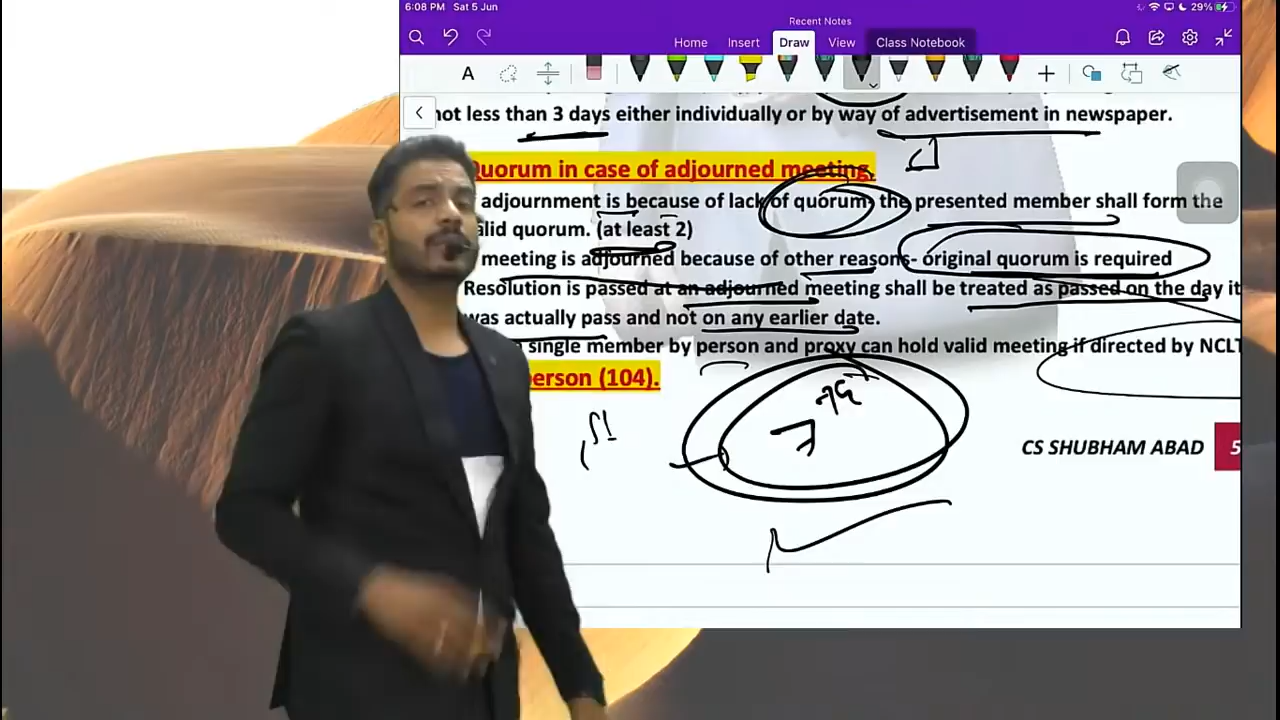 6:08 PM Sat 5 Jun
29%
Recent Notes
Home Insert Draw View Class Notebook
A
not less than 3 days either individually or by way of advertisement in newspaper.
Quorum in case of adjourned meeting.
adjournment is because of lack of quorum- the presented member shall form the
alid quorum. (at least 2)
meeting is adjourned because of other reasons- original quorum is required
Resolution is passed at an adjourned meeting shall be treated as passed on the day it
was actually pass and not on any earlier date.
single member by person and proxy can hold valid meeting if directed by NCLT
person (104).
CS SHUBHAM ABAD 5